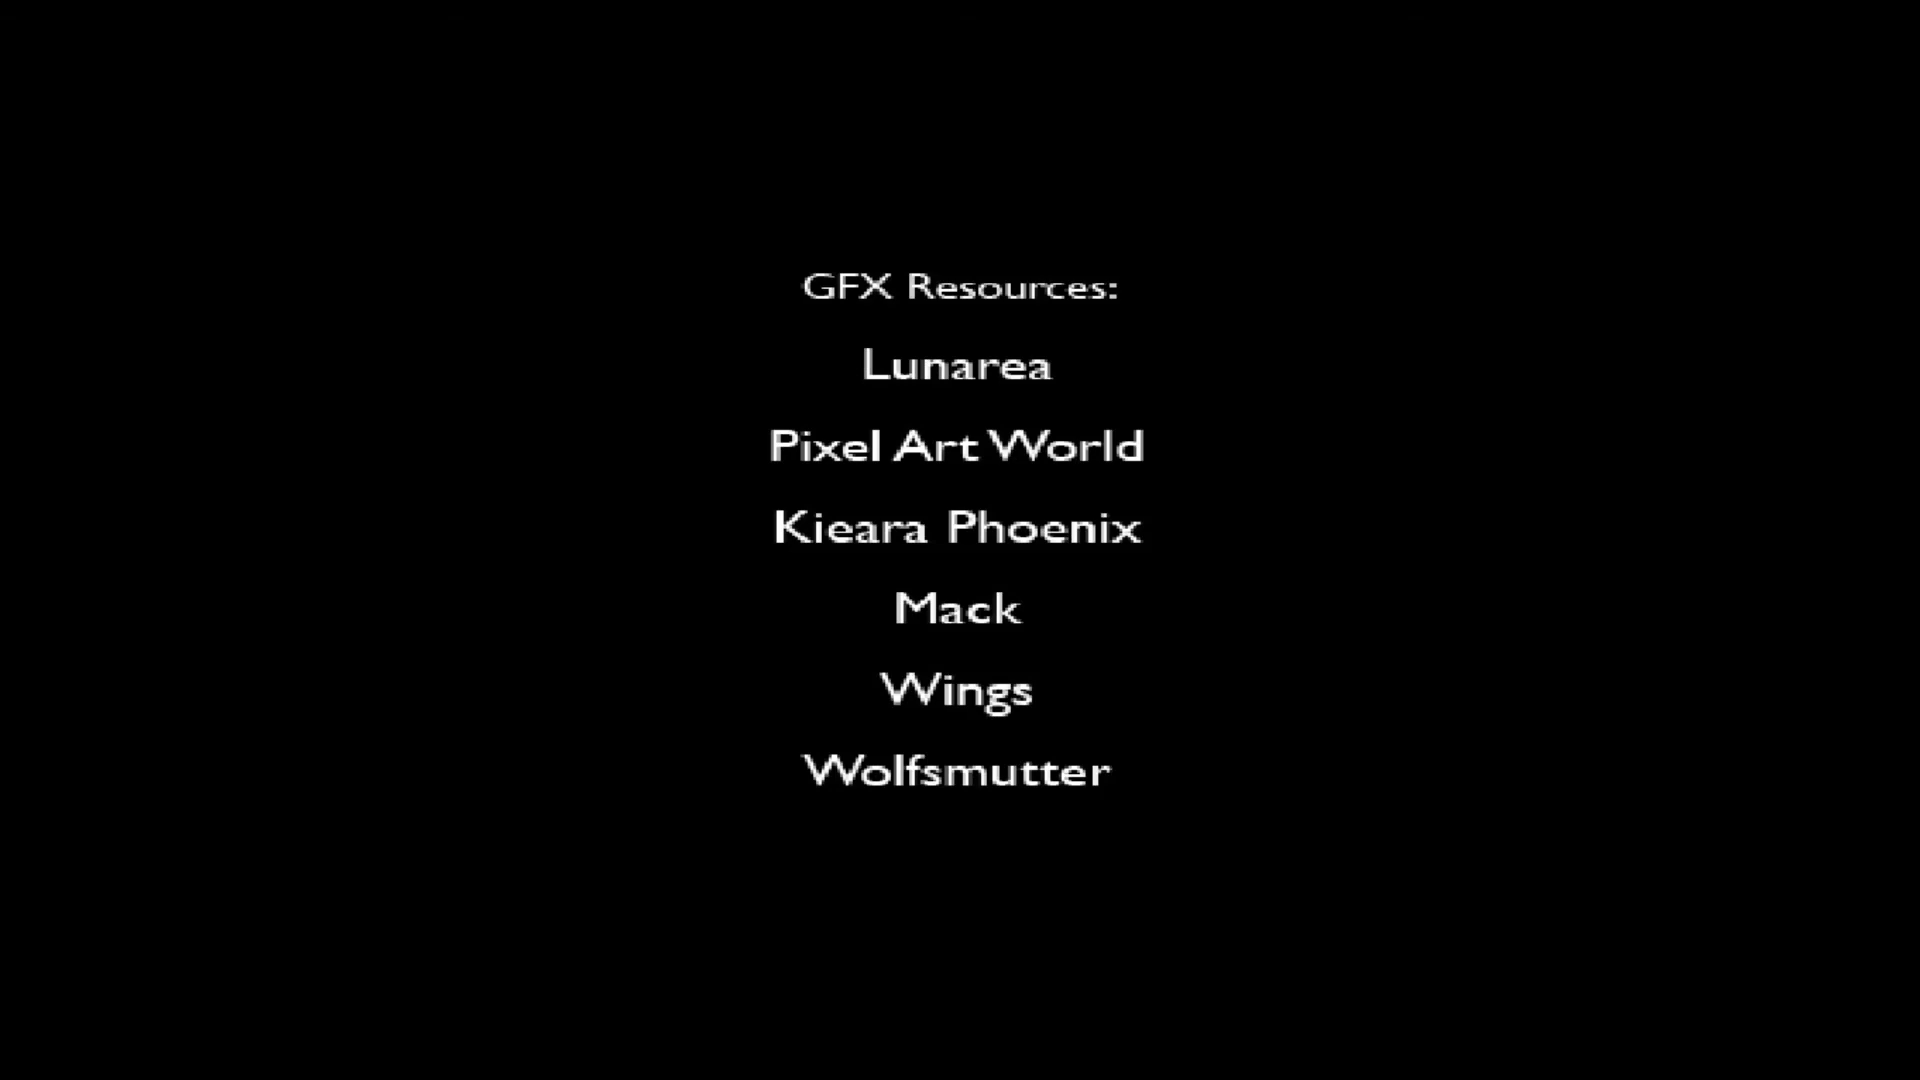 GFX Resources:
Lunarea
Pixel Art World
Kieara Phoenix
Mack
Wings
Wolfsmutter